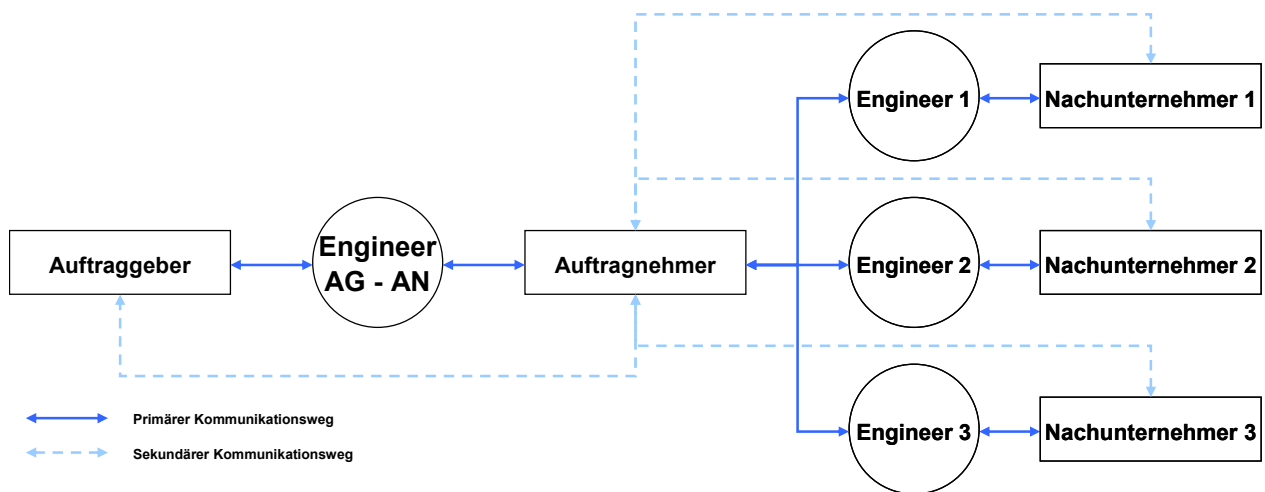 Engineer 1
Nachunternehmer 1
Auftraggeber
Engineer
AG - AN
Auftragnehmer
Engineer 2
Nachunternehmer 2
Engineer 3
Nachunternehmer 3
Primärer Kommunikationsweg
Sekundärer Kommunikationsweg